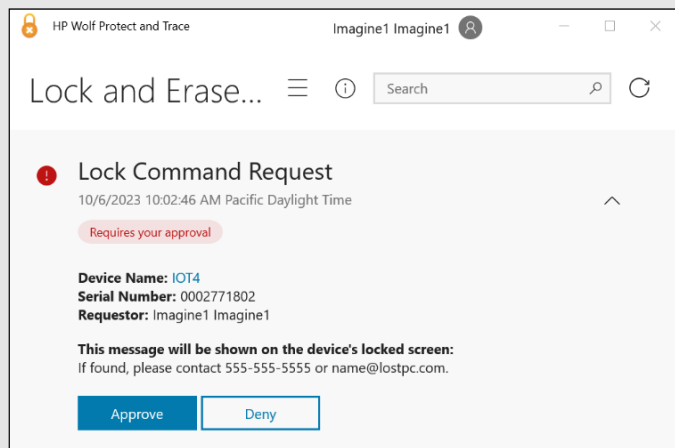 HP Wolf Protect and Trace
Imagine1 Imagine1
Lock and Erase...
Search
Lock Command Request
10/6/2023 10:02:46 AM Pacific Daylight Time
Requires your approval
Device Name: IOT4
Serial Number: 0002771802
Requestor: Imagine1 Imagine1
This message will be shown on the device's locked screen:
If found, please contact 555-555-5555 or name@lostpc.com.
Approve
Deny